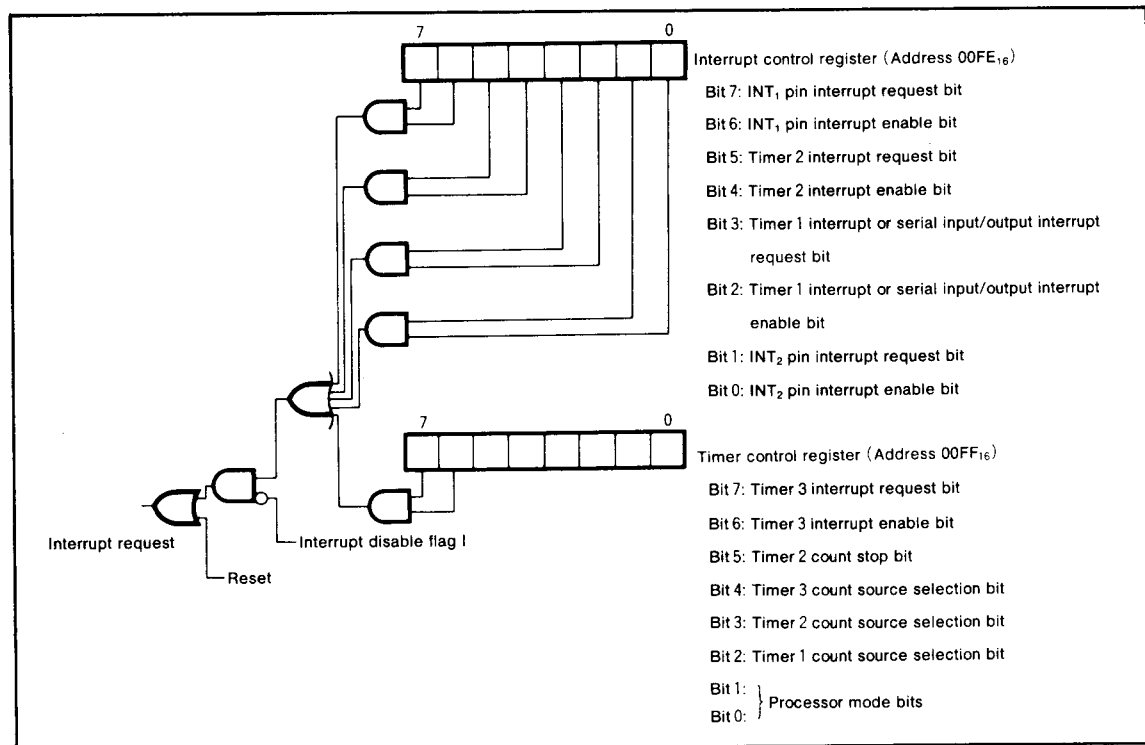 7 0
Interrupt control register (Address 00FE₁₆)
Bit 7: INT₁ pin interrupt request bit
Bit 6: INT₁ pin interrupt enable bit
Bit 5: Timer 2 interrupt request bit
Bit 4: Timer 2 interrupt enable bit
Bit 3: Timer 1 interrupt or serial input/output interrupt
request bit
Bit 2: Timer 1 interrupt or serial input/output interrupt
enable bit
Bit 1: INT₂ pin interrupt request bit
Bit 0: INT₂ pin interrupt enable bit
7 0
Timer control register (Address 00FF₁₆)
Bit 7: Timer 3 interrupt request bit
Bit 6: Timer 3 interrupt enable bit
Bit 5: Timer 2 count stop bit
Bit 4: Timer 3 count source selection bit
Bit 3: Timer 2 count source selection bit
Bit 2: Timer 1 count source selection bit
Bit 1:
Bit 0:
Processor mode bits
Interrupt request
Interrupt disable flag I
Reset